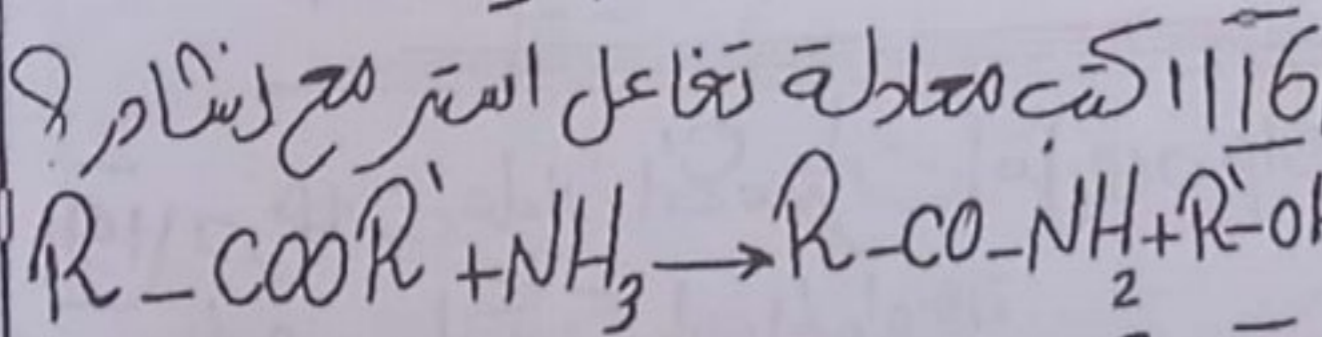 16 اكتب معادلة تفاعل استر مع نشادر؟
R – COOR' + NH₃ → R – CO – NH₂ + R' – OH